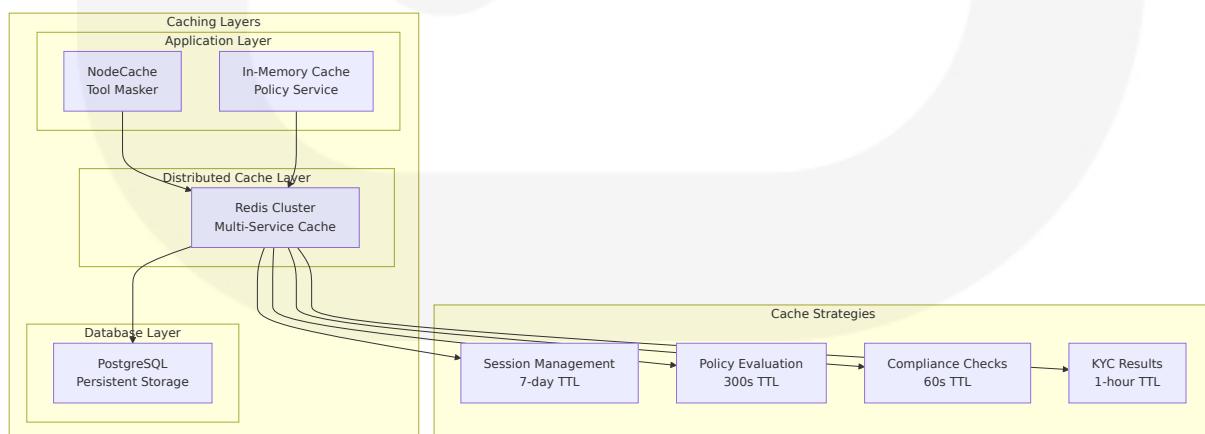 Caching Layers
Application Layer
NodeCache
Tool Masker
In-Memory Cache
Policy Service
Distributed Cache Layer
Redis Cluster
Multi-Service Cache
Database Layer
PostgreSQL
Persistent Storage
Cache Strategies
Session Management
7-day TTL
Policy Evaluation
300s TTL
Compliance Checks
60s TTL
KYC Results
1-hour TTL